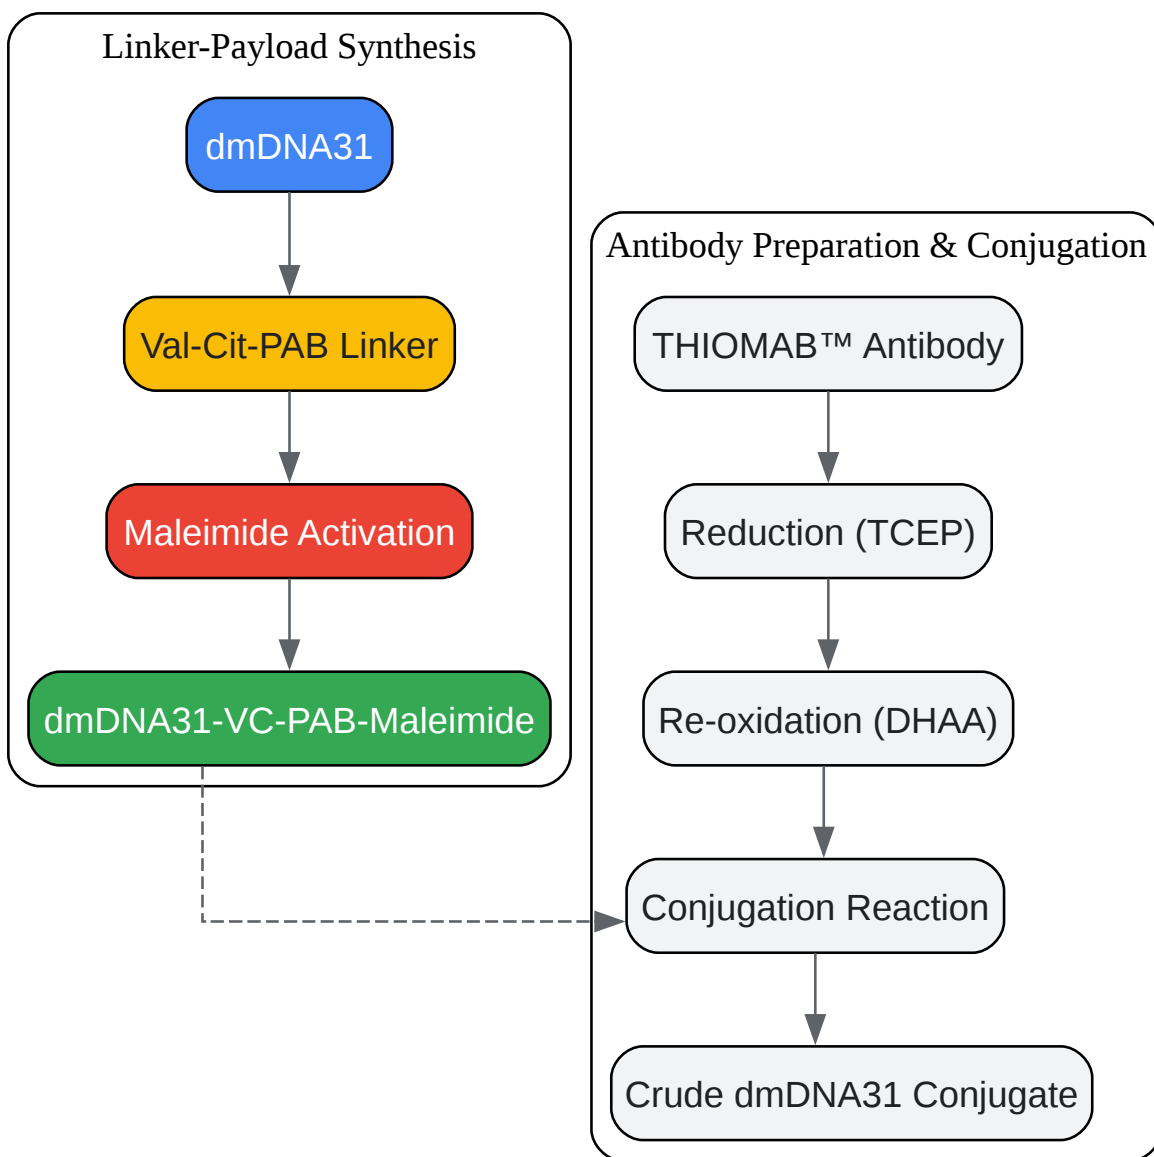 Linker-Payload Synthesis
dmDNA31
Val-Cit-PAB Linker
Maleimide Activation
dmDNA31-VC-PAB-Maleimide
Antibody Preparation & Conjugation
THIOMAB™ Antibody
Reduction (TCEP)
Re-oxidation (DHAA)
Conjugation Reaction
Crude dmDNA31 Conjugate